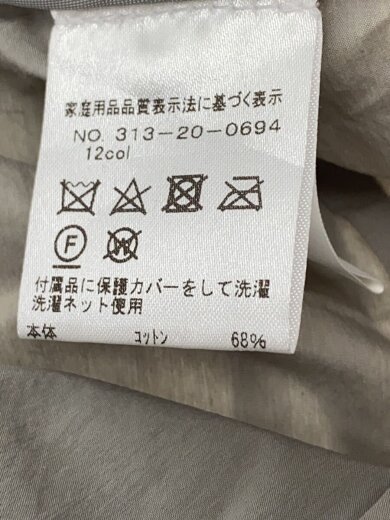 家庭用品品質表示法に基づく表示
NO. 313-20-0694
12col
F
W
付属品に保護カバーをして洗濯
洗濯ネット使用
本体 コットン 68%